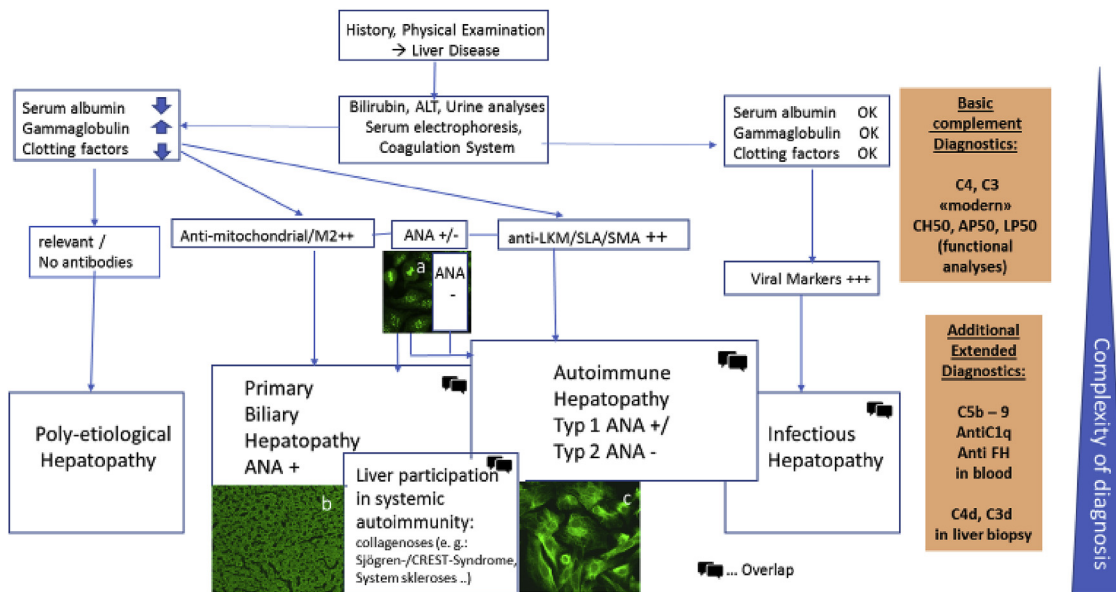 History, Physical Examination
→ Liver Disease
Serum albumin
Gammaglobulin
Clotting factors
Bilirubin, ALT, Urine analyses
Serum electrophoresis,
Coagulation System
Serum albumin OK
Gammaglobulin OK
Clotting factors OK
Basic
complement
Diagnostics:
C4, C3
«modern»
CH50, AP50, LP50
(functional
analyses)
relevant /
No antibodies
Anti-mitochondrial/M2++
ANA +/-
anti-LKM/SLA/SMA ++
a
ANA
-
Viral Markers +++
Additional
Extended
Diagnostics:
C5b – 9
AntiC1q
Anti FH
in blood
C4d, C3d
in liver biopsy
Complexity of diagnosis
Poly-etiological
Hepatopathy
Primary
Biliary
Hepatopathy
ANA +
Autoimmune
Hepatopathy
Typ 1 ANA +/
Typ 2 ANA -
Infectious
Hepatopathy
b
Liver participation
in systemic
autoimmunity:
collagenoses (e. g.:
Sjögren-/CREST-Syndrome,
System skleroses ..)
c
... Overlap